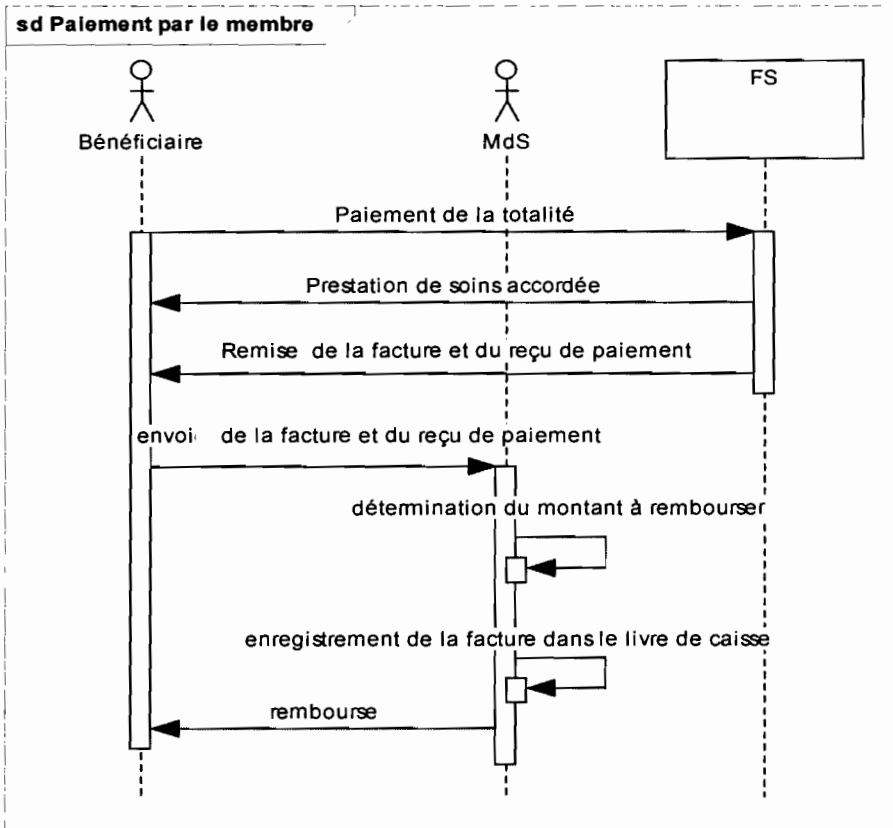 sd Paiement par le membre
Bénéficiaire
MdS
FS
Paiement de la totalité
Prestation de soins accordée
Remise de la facture et du reçu de paiement
envoi de la facture et du reçu de paiement
détermination du montant à rembourser
enregistrement de la facture dans le livre de caisse
rembourse